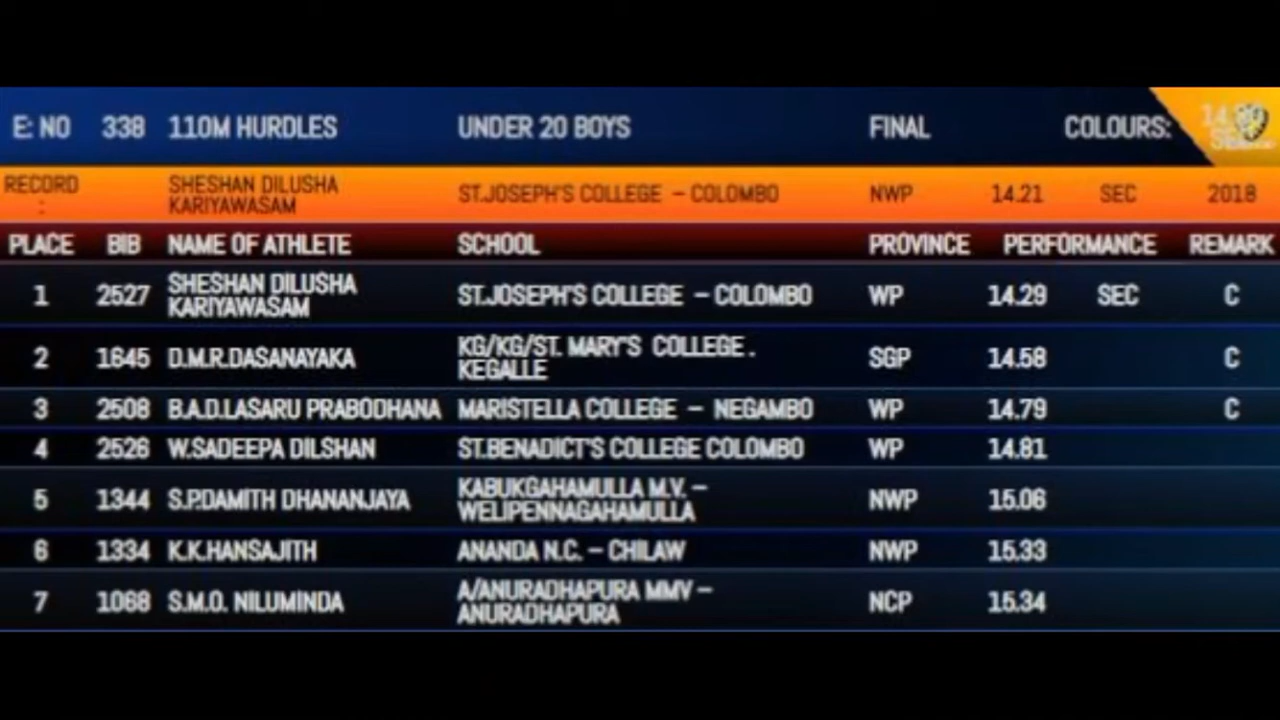 E: NO 338 110M HURDLES UNDER 20 BOYS FINAL COLOURS:
RECORD : SHESHAN DILUSHA KARIYAWASAM ST.JOSEPH'S COLLEGE - COLOMBO NWP 14.21 SEC 2018
PLACE BIB NAME OF ATHLETE SCHOOL PROVINCE PERFORMANCE REMARK
1 2527 SHESHAN DILUSHA KARIYAWASAM ST.JOSEPH'S COLLEGE - COLOMBO WP 14.29 SEC C
2 1645 D.M.R.DASANAYAKA KG/KG/ST. MARY'S COLLEGE . KEGALLE SGP 14.58 C
3 2508 B.A.D.LASARU PRABODHANA MARISTELLA COLLEGE - NEGAMBO WP 14.79 C
4 2526 W.SADEEPA DILSHAN ST.BENADICT'S COLLEGE COLOMBO WP 14.81
5 1344 S.P.DAMITH DHANANJAYA KABUKGAHAMULLA M.V. - WELIPENNAGAHAMULLA NWP 15.06
6 1334 K.K.HANSAJITH ANANDA N.C. - CHILAW NWP 15.33
7 1068 S.M.O. NILUMINDA A/ANURADHAPURA MMV - ANURADHAPURA NCP 15.34